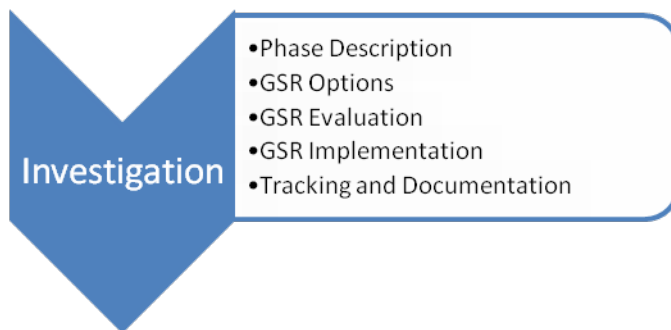 Investigation
•Phase Description
•GSR Options
•GSR Evaluation
•GSR Implementation
•Tracking and Documentation